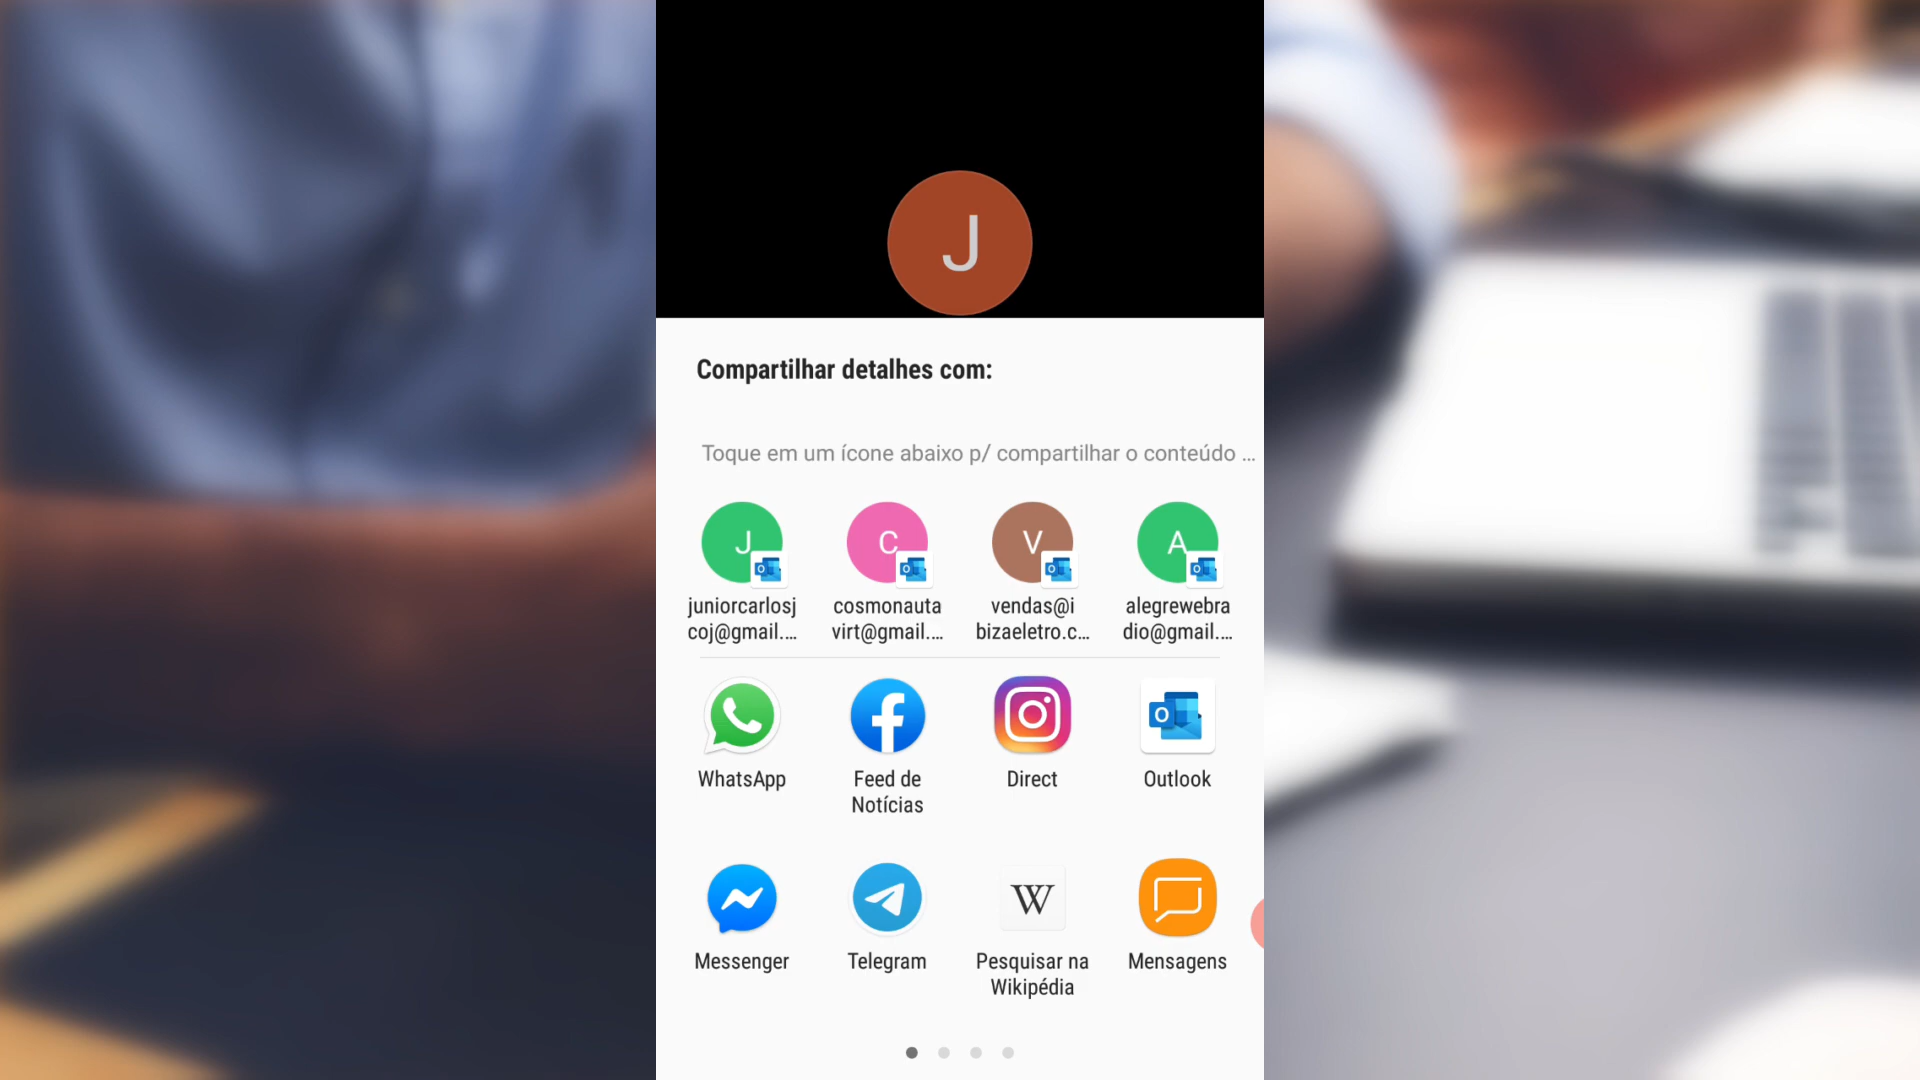 J
Compartilhar detalhes com:
Toque em um ícone abaixo p/ compartilhar o conteúdo ...
J C V A
juniorcarlosj cosmonauta vendas@i alegrewebra
coj@gmail.... virt@gmail.... bizaeletro.c... dio@gmail....
WhatsApp Feed de Direct Outlook
Notícias
W
Messenger Telegram Pesquisar na Mensagens
Wikipédia